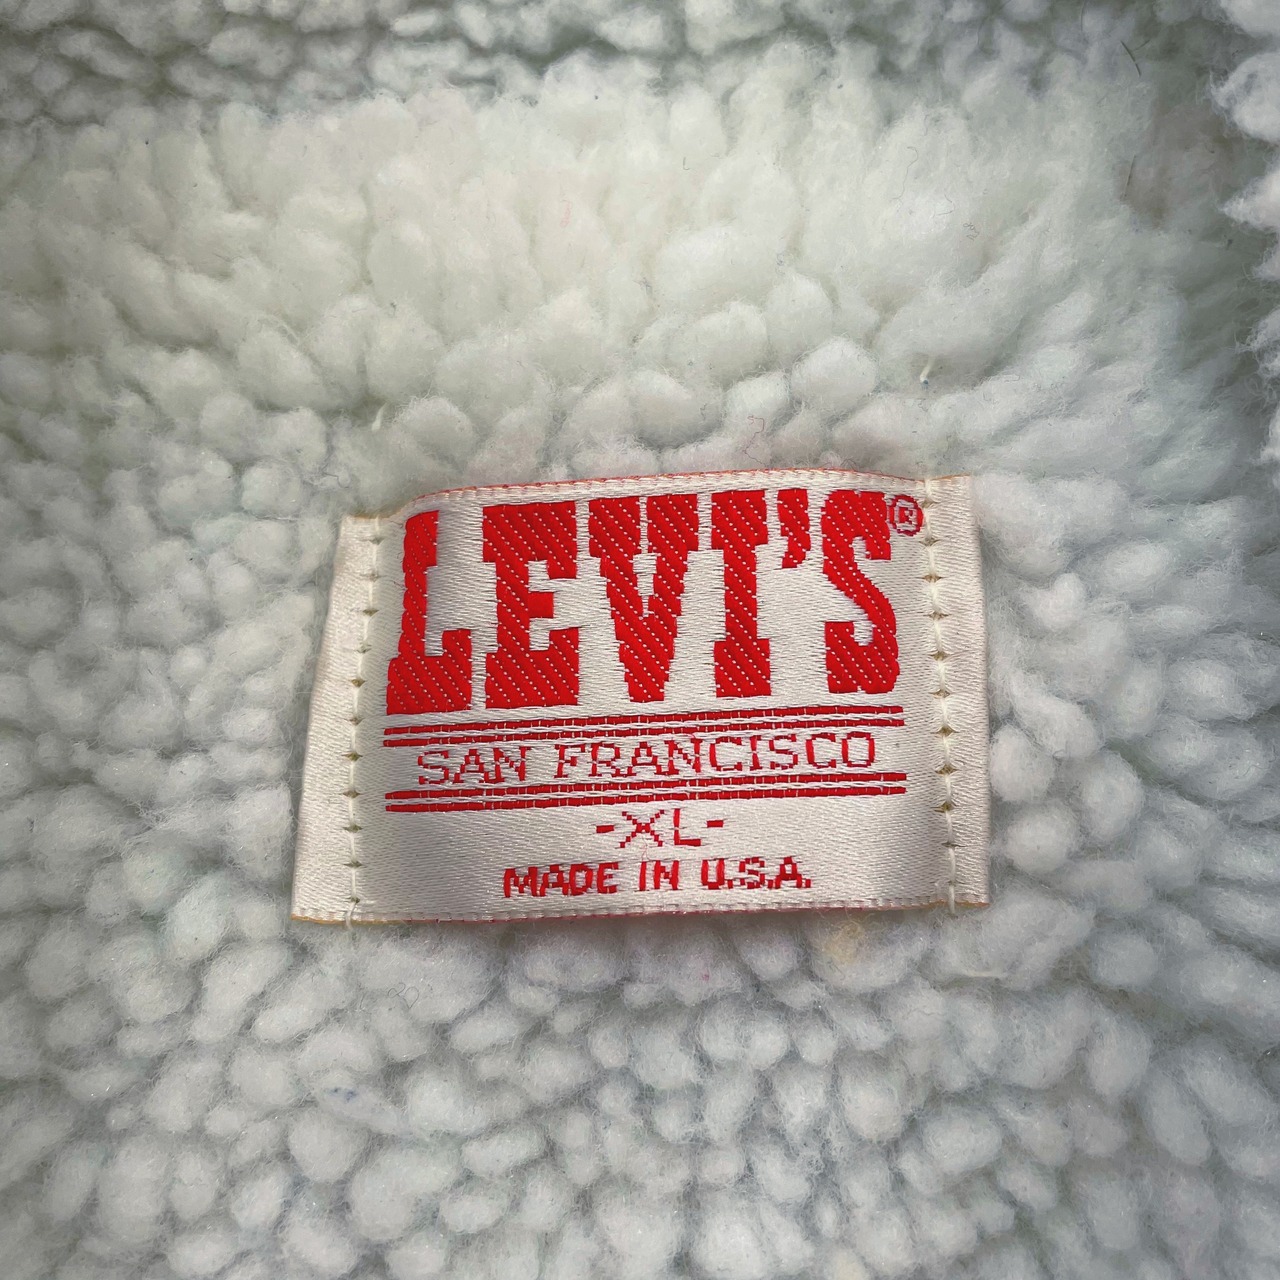 LEVI'S®
SAN FRANCISCO
-XL-
MADE IN U.S.A.